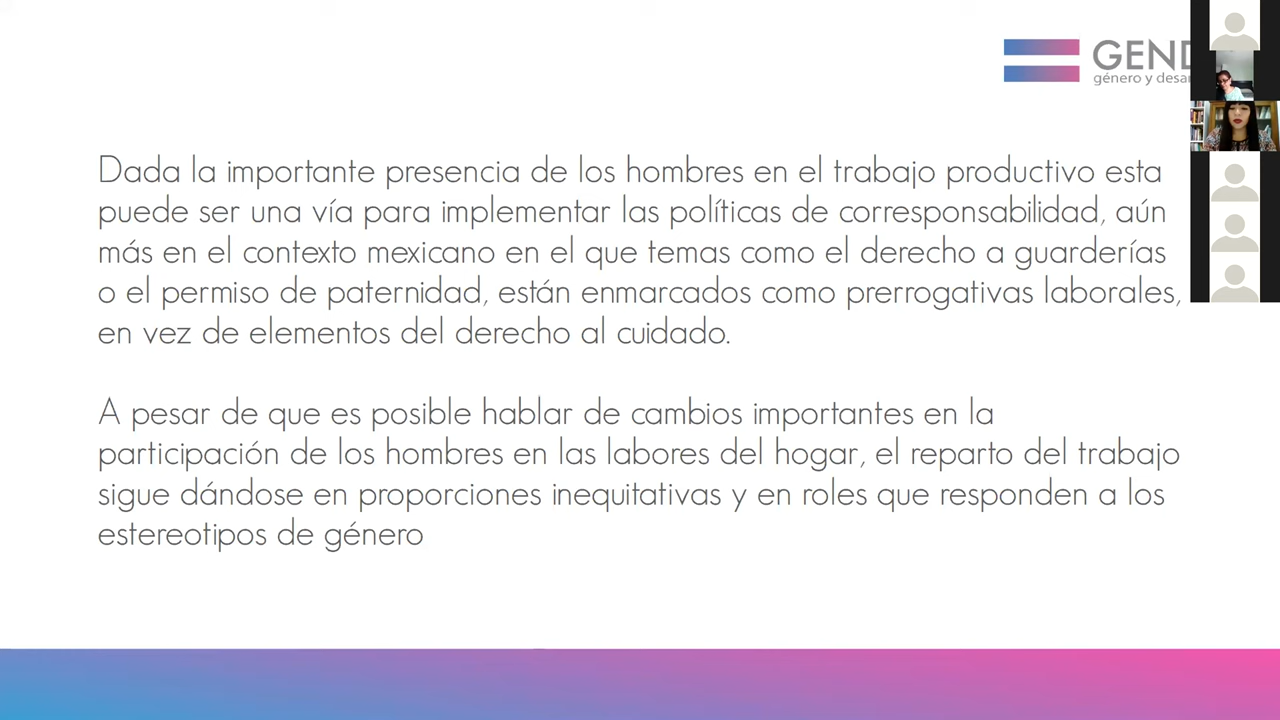 género y
Dada la importante presencia de los hombres en el trabajo productivo esta
puede ser una vía para implementar las políticas de corresponsabilidad, aún
más en el contexto mexicano en el que temas como el derecho a guarderías
o el permiso de paternidad, están enmarcados como prerrogativas laborales,
en vez de elementos del derecho al cuidado.
A pesar de que es posible hablar de cambios importantes en la
participación de los hombres en las labores del hogar, el reparto del trabajo
sigue dándose en proporciones inequitativas y en roles que responden a los
estereotipos de género